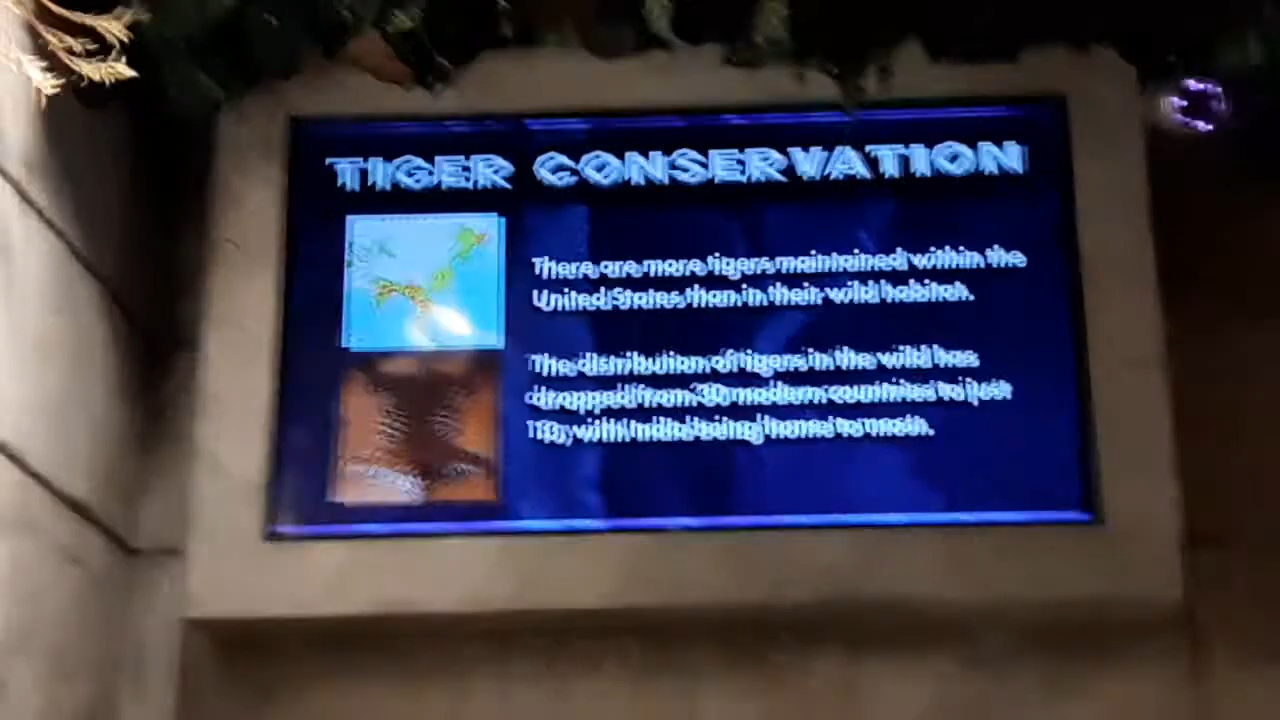 TIGER CONSERVATION
There are more tigers maintained within the
United States than in their wild habitat.
The distribution of tigers in the wild has
dropped from 30 modern countries to just
with India being home to most.